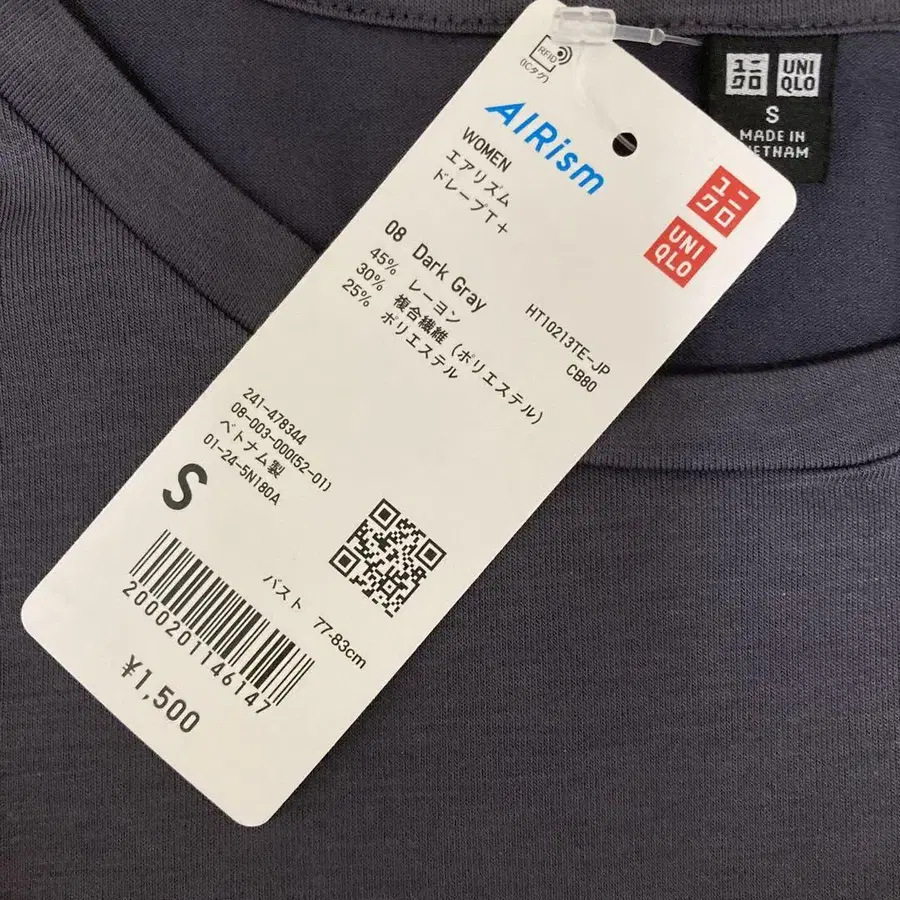 RFID
(ICタグ)
AIRism
WOMEN
エアリズム
ドレープT+
ユニ
クロ
UNI
QLO
08 Dark Gray
HT10213TE-JP
45% レーヨン
CB80
30% 複合繊維(ポリエステル)
25% ポリエステル
241-478344
08-003-000(52-01)
ベトナム製
01-24-5N180A
S
バスト 77-83cm
2000201146147
¥1,500
ユニ
クロ
UNI
QLO
S
MADE IN
VIETNAM